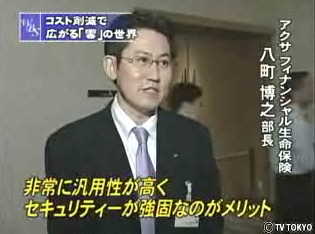 WBS
コスト削減で
広がる「雲」の世界
アクサ フィナンシャル生命保険
八町 博之部長
非常に汎用性が高く
セキュリティーが強固なのがメリット
©TV TOKYO